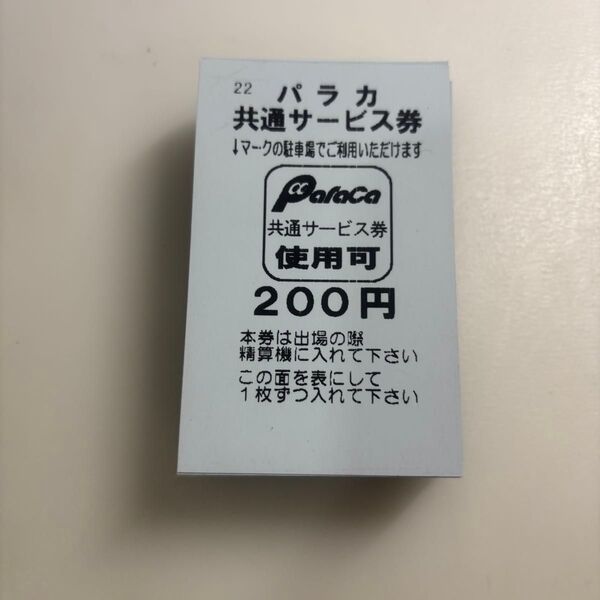 22
パラカ
共通サービス券
↓マークの駐車場でご利用いただけます
Paraca
共通サービス券
使用可
200円
本券は出場の際
精算機に入れて下さい
この面を表にして
1枚ずつ入れて下さい